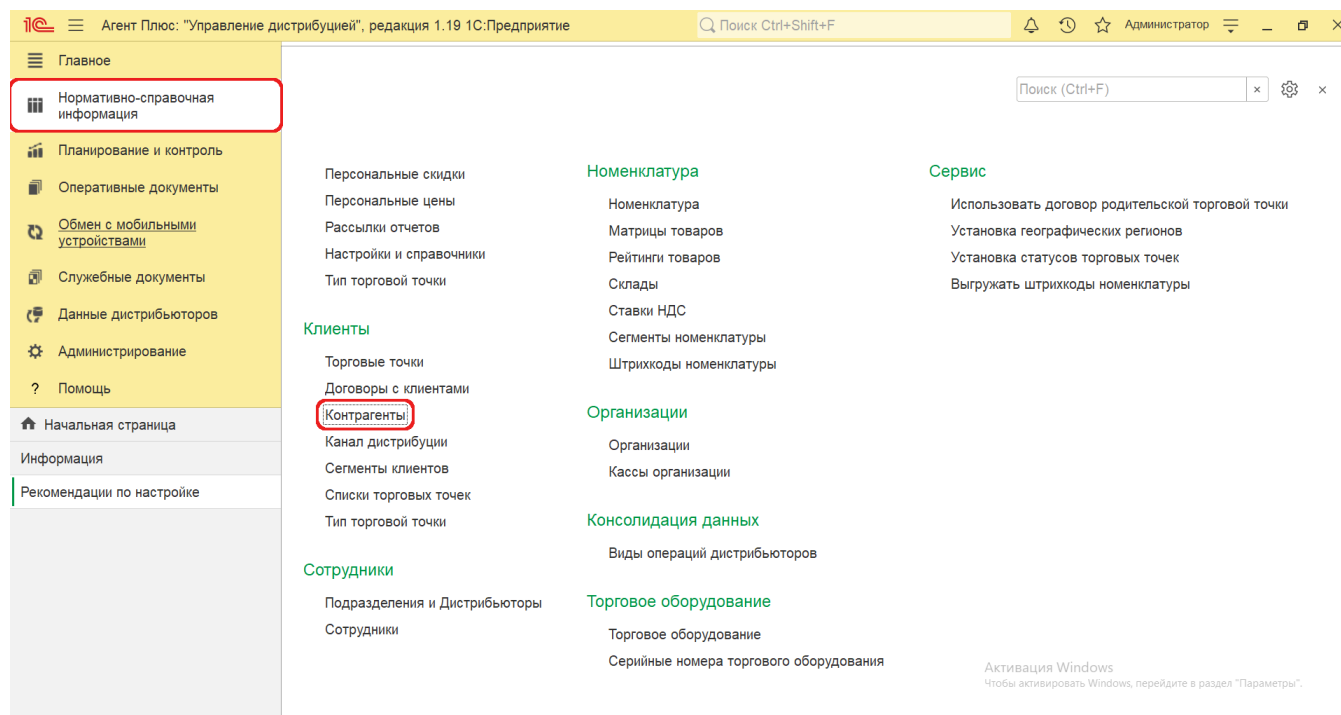 1С Агент Плюс: "Управление дистрибуцией", редакция 1.19 1С:Предприятие
Поиск Ctrl+Shift+F
Администратор
Главное
Нормативно-справочная
информация
Планирование и контроль
Оперативные документы
Обмен с мобильными
устройствами
Служебные документы
Данные дистрибьюторов
Администрирование
? Помощь
Начальная страница
Информация
Рекомендации по настройке
Поиск (Ctrl+F)
Персональные скидки
Персональные цены
Рассылки отчетов
Настройки и справочники
Тип торговой точки
Клиенты
Торговые точки
Договоры с клиентами
Контрагенты
Канал дистрибуции
Сегменты клиентов
Списки торговых точек
Тип торговой точки
Сотрудники
Подразделения и Дистрибьюторы
Сотрудники
Номенклатура
Номенклатура
Матрицы товаров
Рейтинги товаров
Склады
Ставки НДС
Сегменты номенклатуры
Штрихкоды номенклатуры
Организации
Организации
Кассы организации
Консолидация данных
Виды операций дистрибьюторов
Торговое оборудование
Торговое оборудование
Серийные номера торгового оборудования
Сервис
Использовать договор родительской торговой точки
Установка географических регионов
Установка статусов торговых точек
Выгружать штрихкоды номенклатуры
Активация Windows
Чтобы активировать Windows, перейдите в раздел "Параметры".